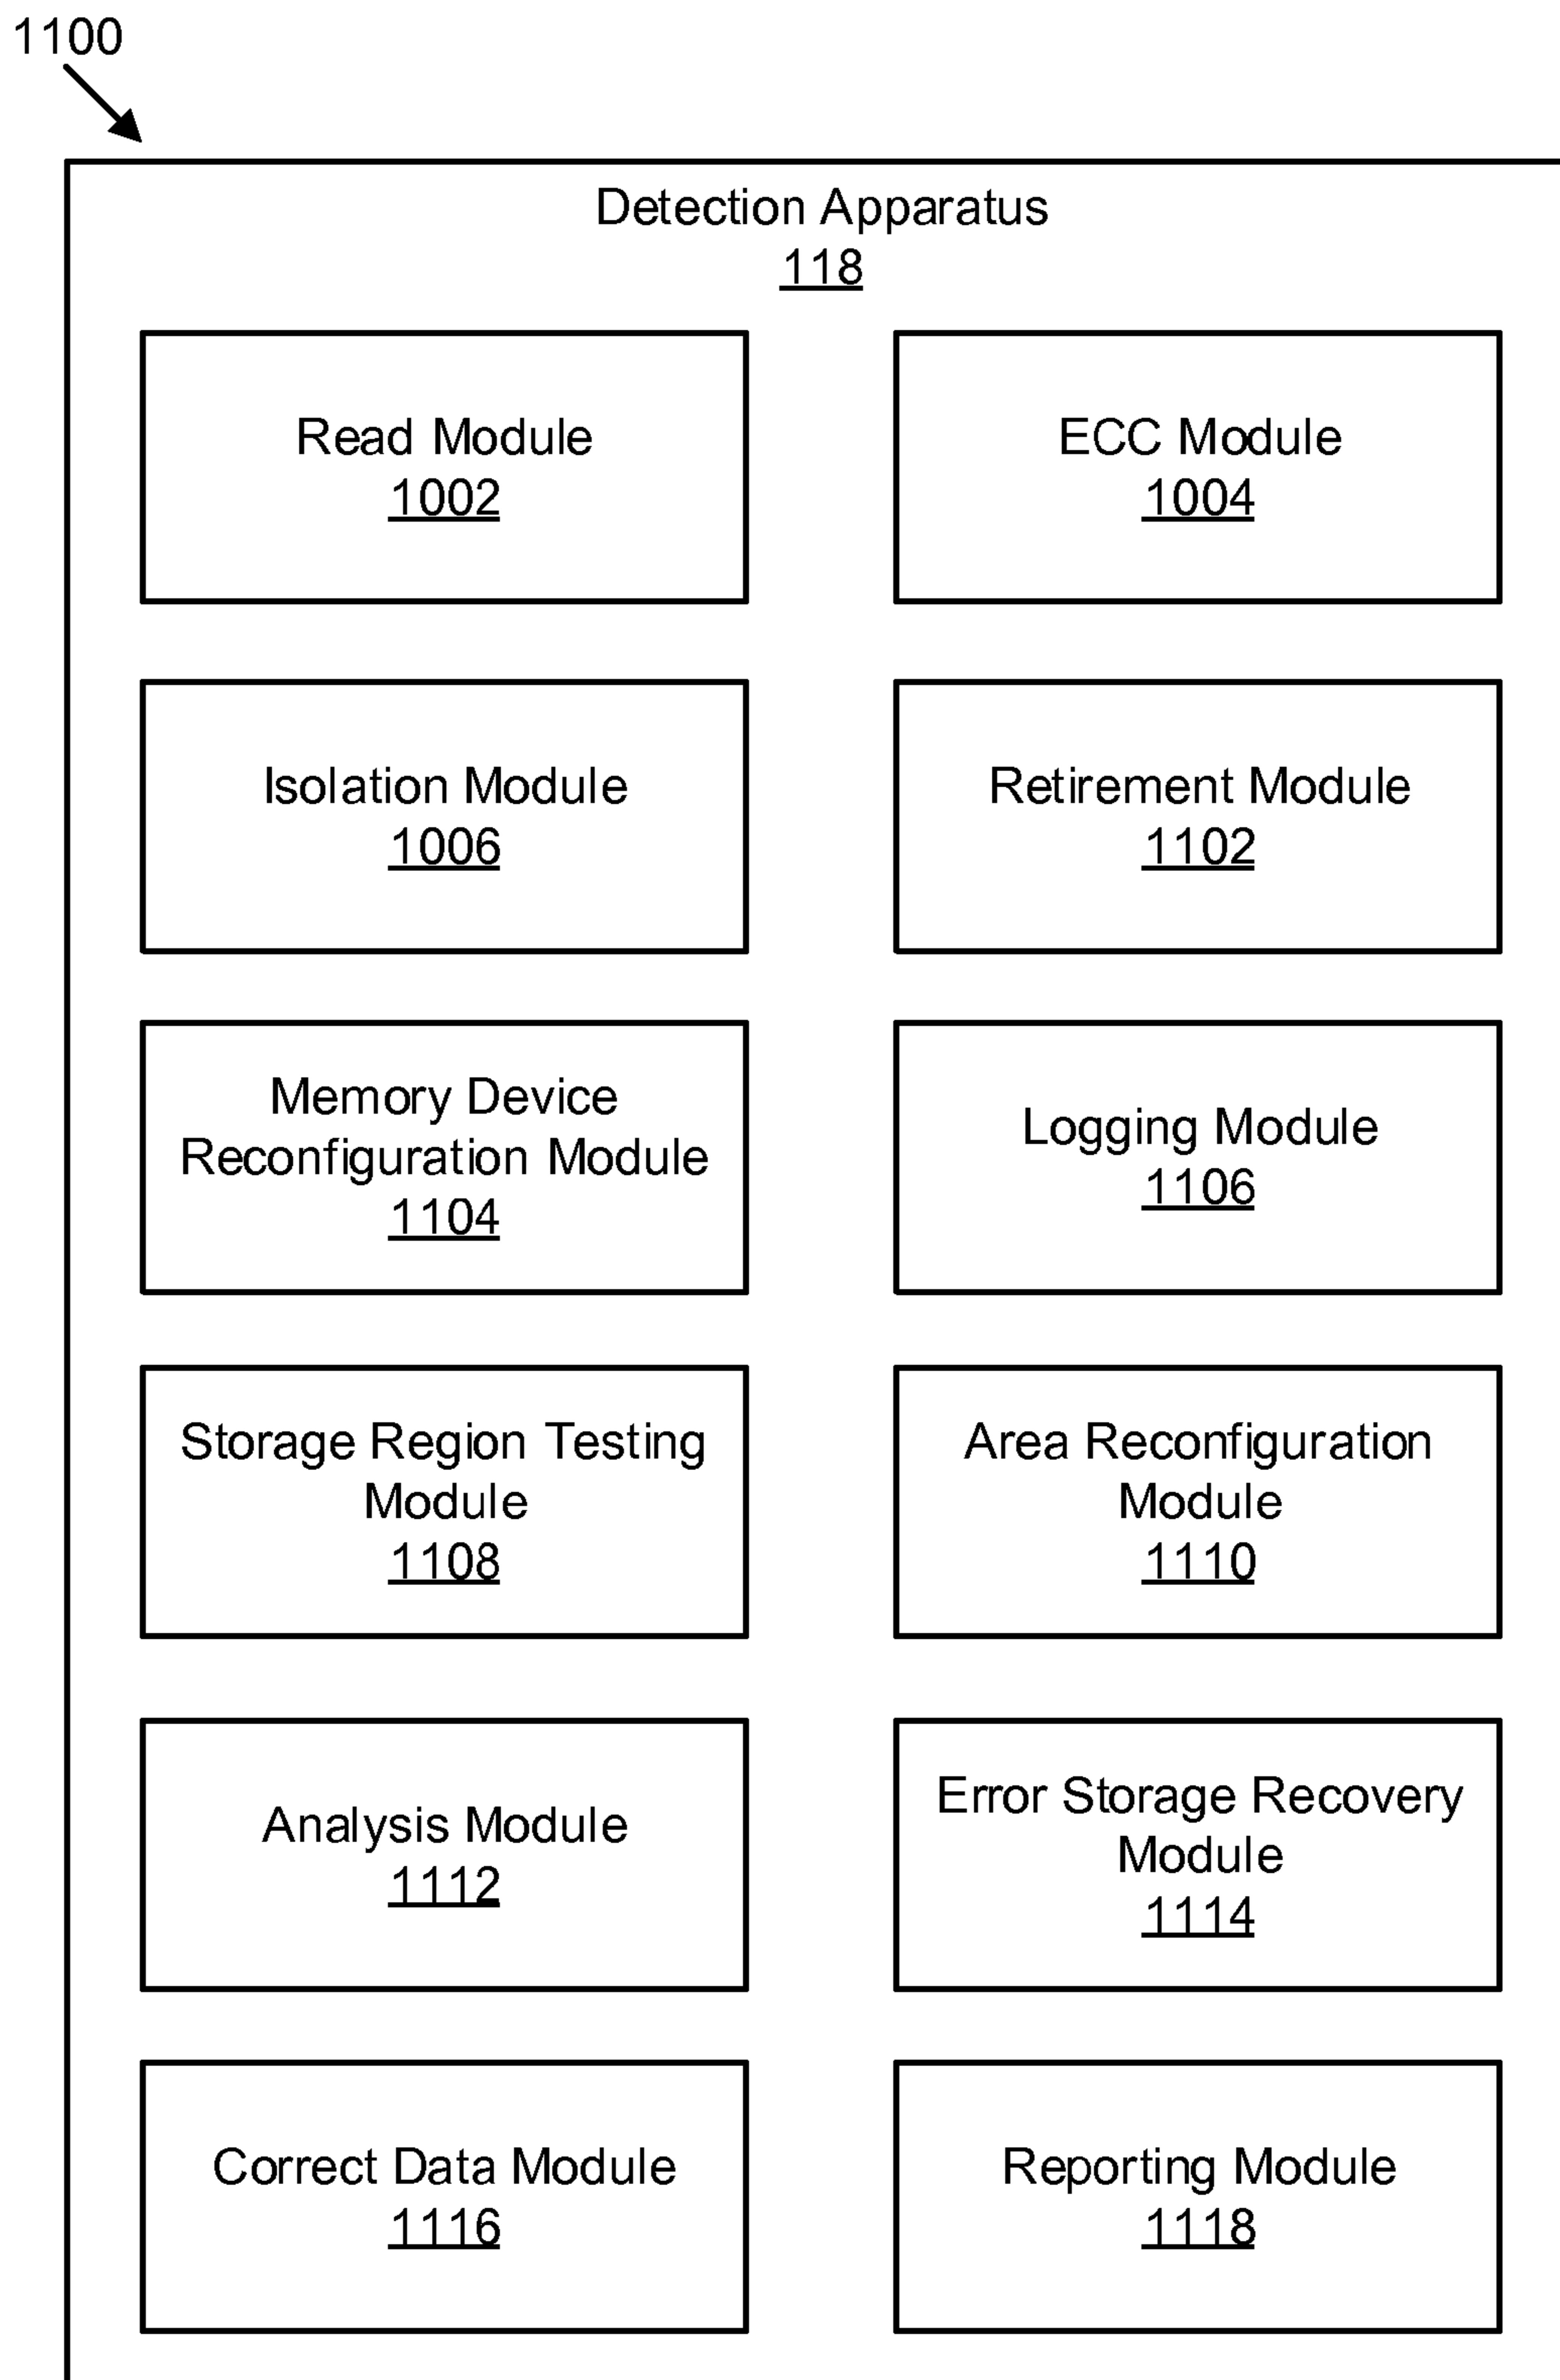 1100
Detection Apparatus
118
Read Module
1002
ECC Module
1004
Isolation Module
1006
Retirement Module
1102
Memory Device
Reconfiguration Module
1104
Logging Module
1106
Storage Region Testing
Module
1108
Area Reconfiguration
Module
1110
Analysis Module
1112
Error Storage Recovery
Module
1114
Correct Data Module
1116
Reporting Module
1118